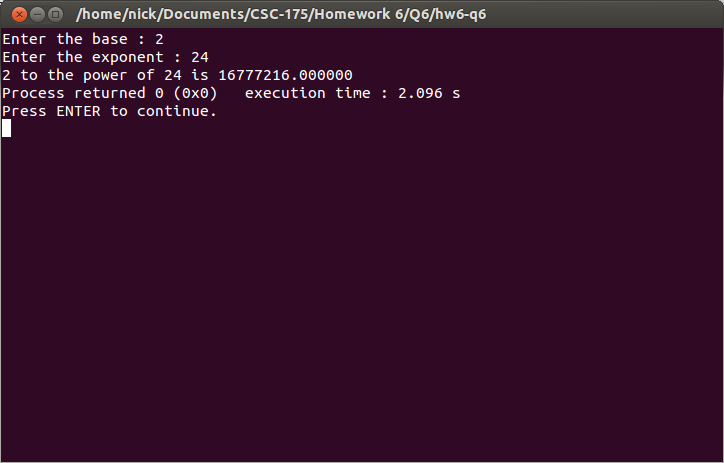 /home/nick/Documents/CSC-175/Homework 6/Q6/hw6-q6
Enter the base : 2
Enter the exponent : 24
2 to the power of 24 is 16777216.000000
Process returned 0 (0x0)   execution time : 2.096 s
Press ENTER to continue.